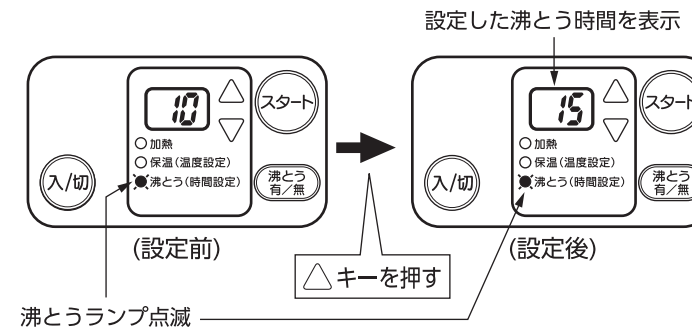 設定した沸とう時間を表示
10
スタート
加熱
保温(温度設定)
沸とう(時間設定)
入/切
沸とう
有/無
(設定前)
15
スタート
加熱
保温(温度設定)
沸とう(時間設定)
入/切
沸とう
有/無
(設定後)
△キーを押す
沸とうランプ点滅